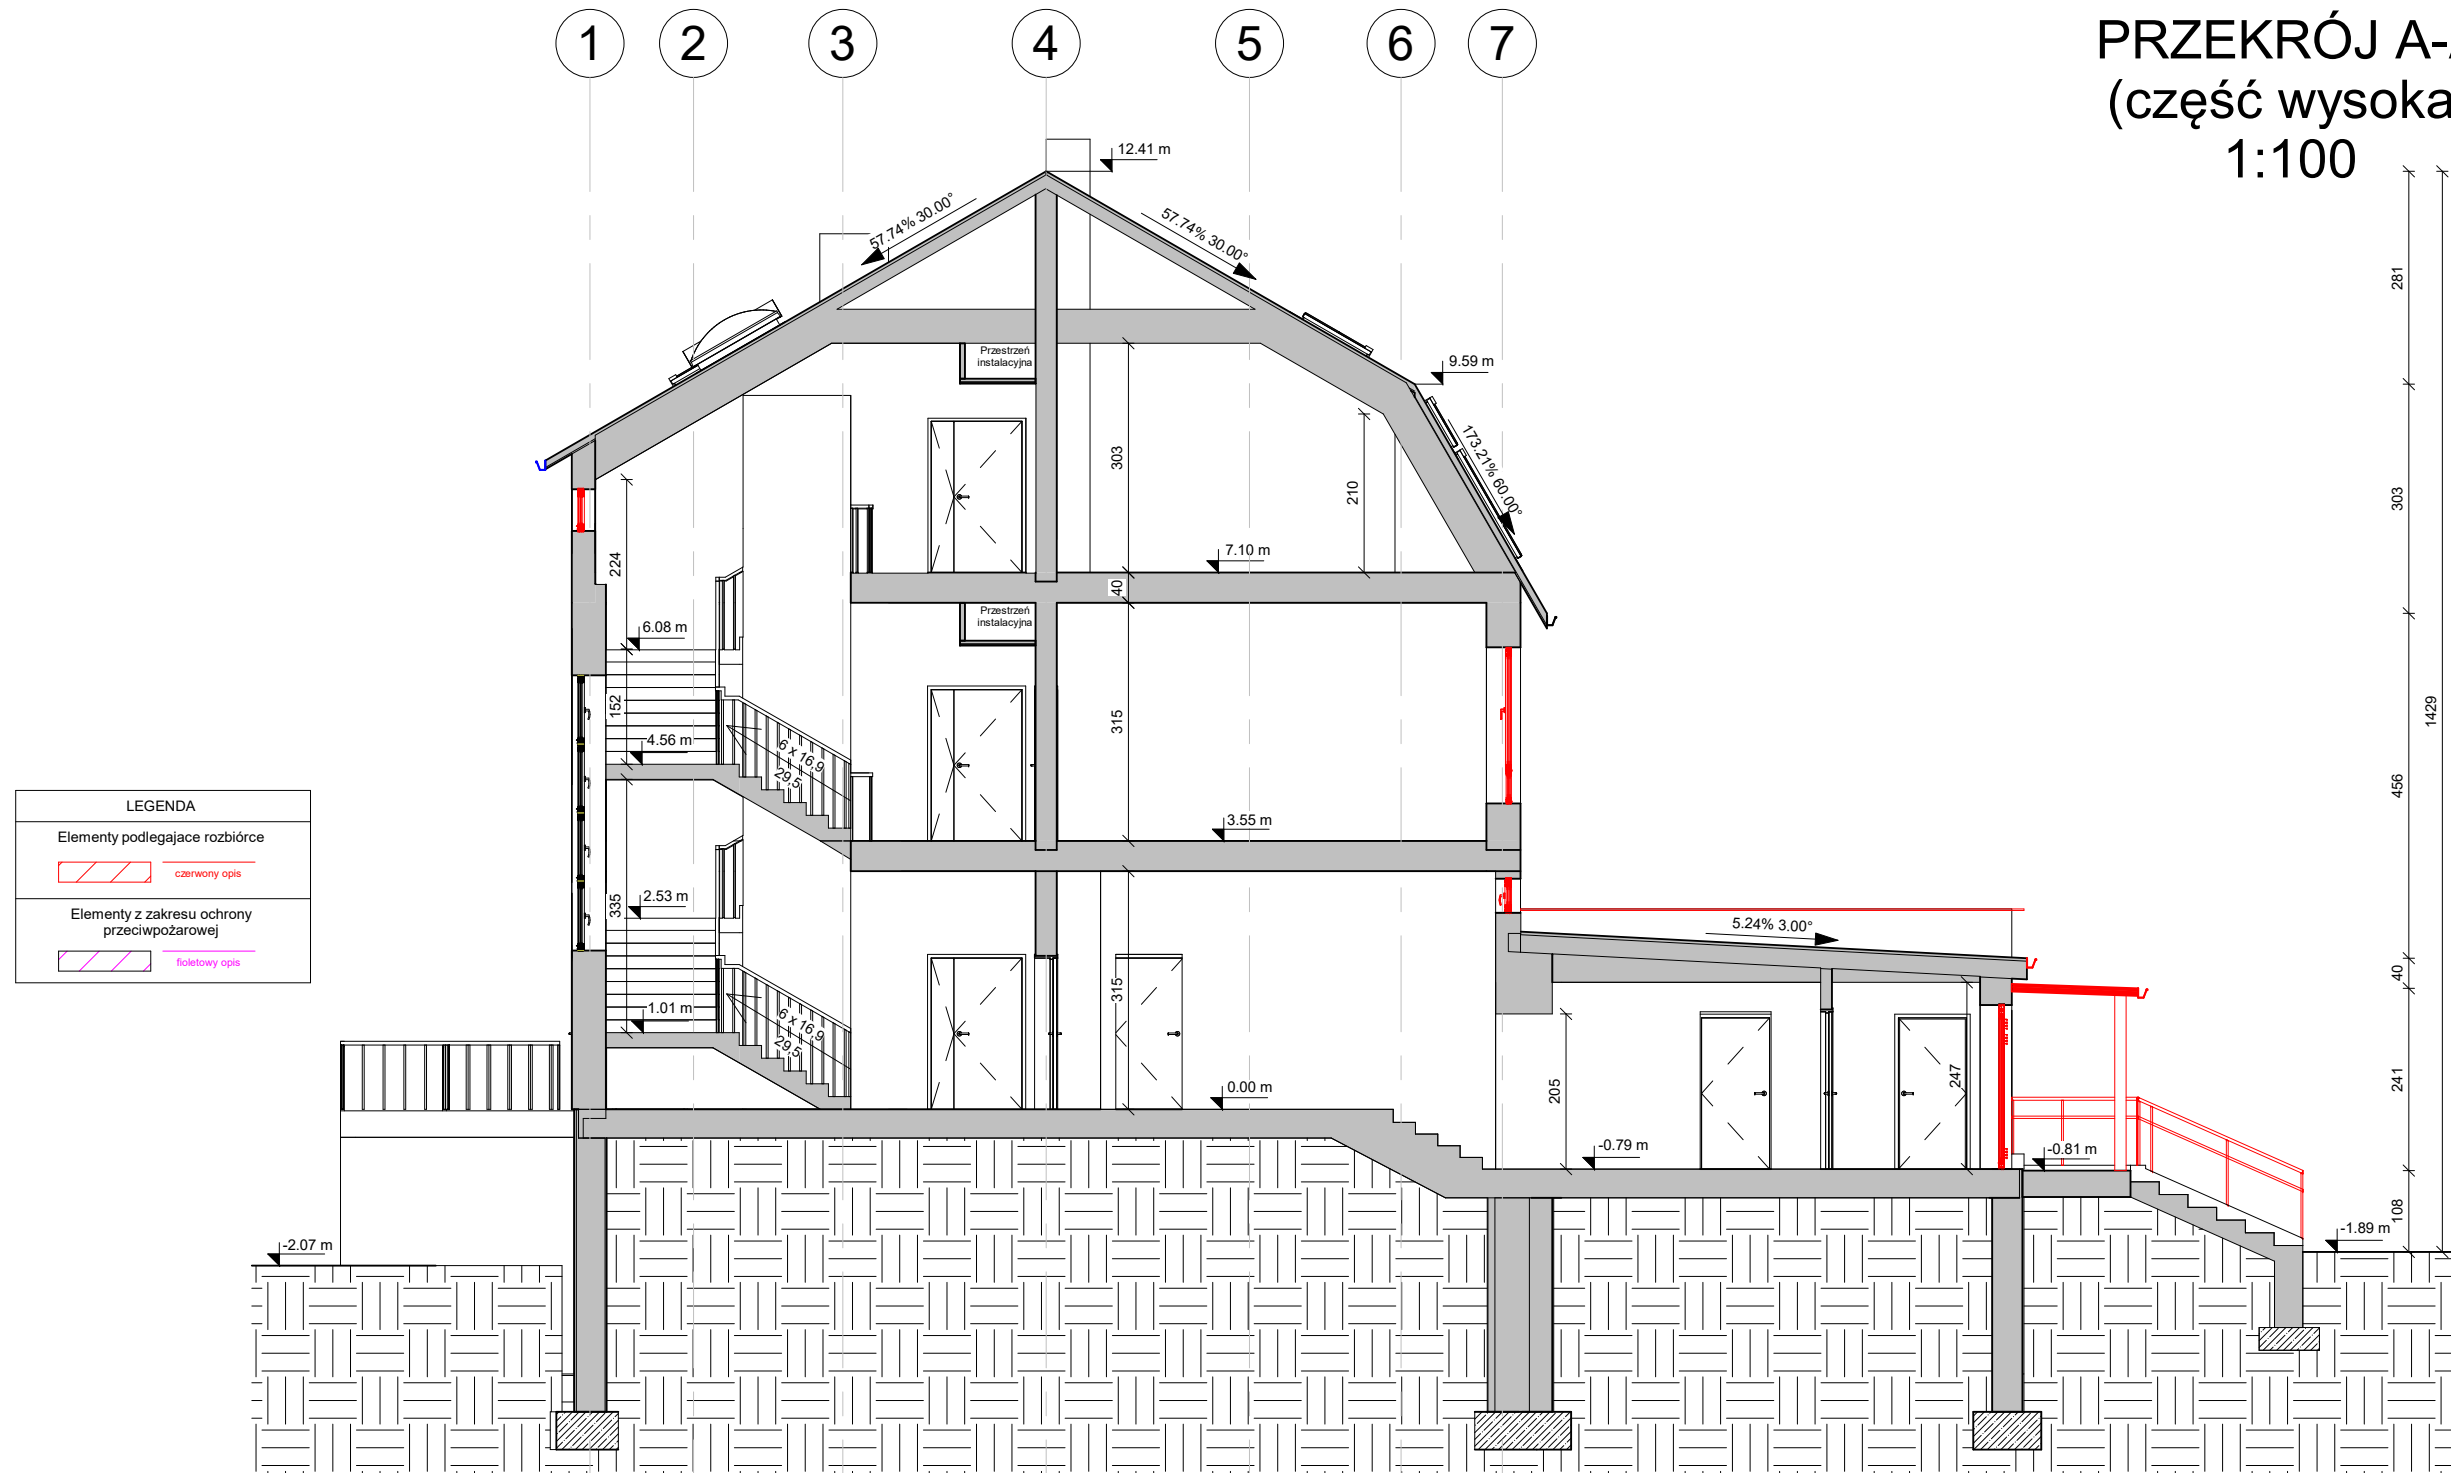 1 2 3 4 5 6 7
PRZEKRÓJ A-
(część wysoka
1:100
12.41 m
57.74% 30.00°
57.74% 30.00°
281
Przestrzeń
instalacyjna
9.59 m
173.21% 60.00°
303
210
303
224
7.10 m
40
Przestrzeń
instalacyjna
6.08 m
152
315
1429
4.56 m
6 x 16,9
29,5
456
3.55 m
LEGENDA
Elementy podlegajace rozbiórce
czerwony opis
Elementy z zakresu ochrony
przeciwpożarowej
fioletowy opis
335
2.53 m
5.24% 3.00°
40
315
1.01 m
6 x 16,9
29,5
0.00 m
205
247
241
-0.79 m
-0.81 m
108
-2.07 m
-1.89 m